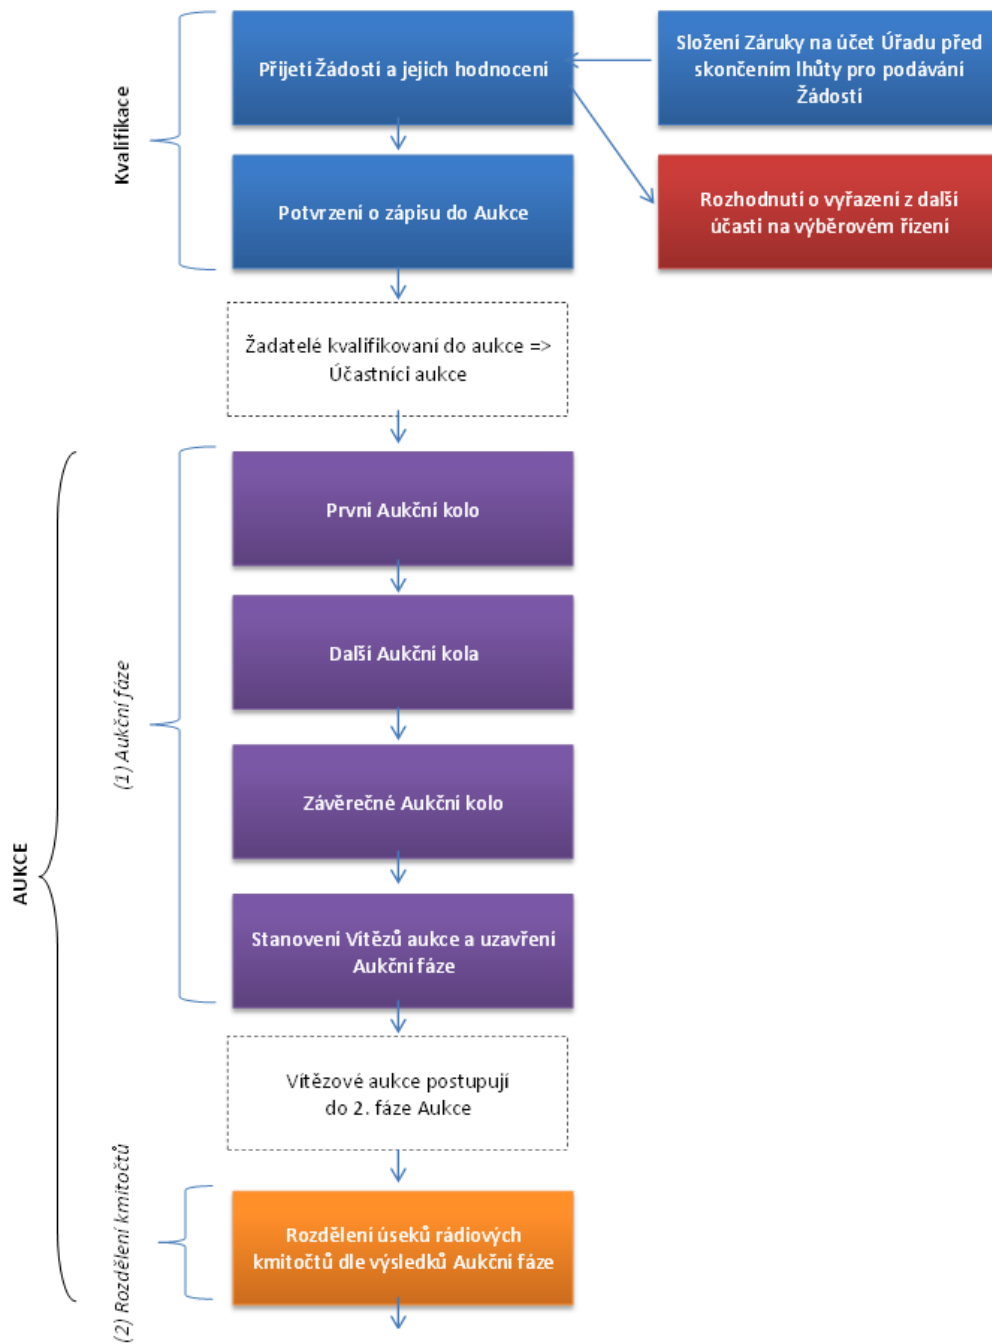 Kvalifikace
Přijetí Žádostí a jejich hodnocení
Složení Záruky na účet Úřadu před
skončením lhůty pro podávání
Žádostí
Potvrzení o zápisu do Aukce
Rozhodnutí o vyřazení z další
účasti na výběrovém řízení
Žadatelé kvalifikovaní do aukce =>
Účastníci aukce
AUKCE
(1) Aukční fáze
První Aukční kolo
Další Aukční kola
Závěrečné Aukční kolo
Stanovení Vítězů aukce a uzavření
Aukční fáze
Vítězové aukce postupují
do 2. fáze Aukce
(2) Rozdělení kmitočtů
Rozdělení úseků rádiových
kmitočtů dle výsledků Aukční fáze